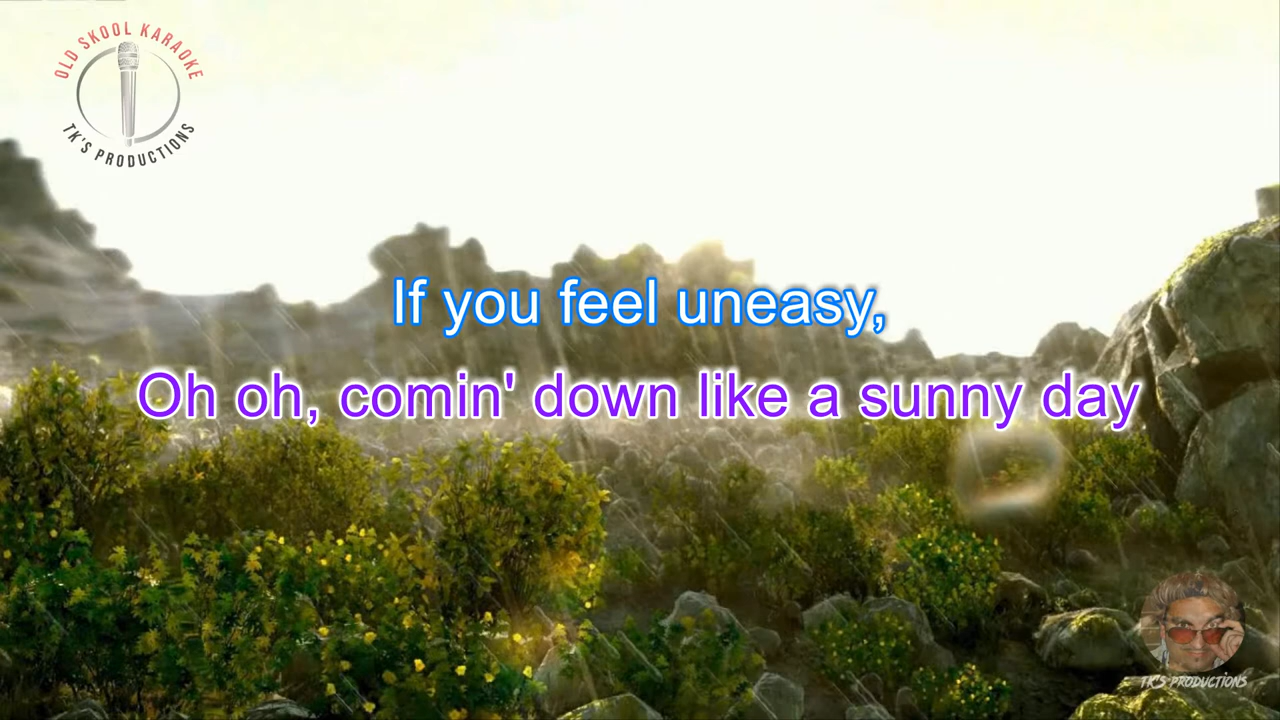 OLD SKOOL KARAOKE
TK'S PRODUCTIONS
If you feel uneasy,
Oh oh, comin' down like a sunny day
TK'S PRODUCTIONS